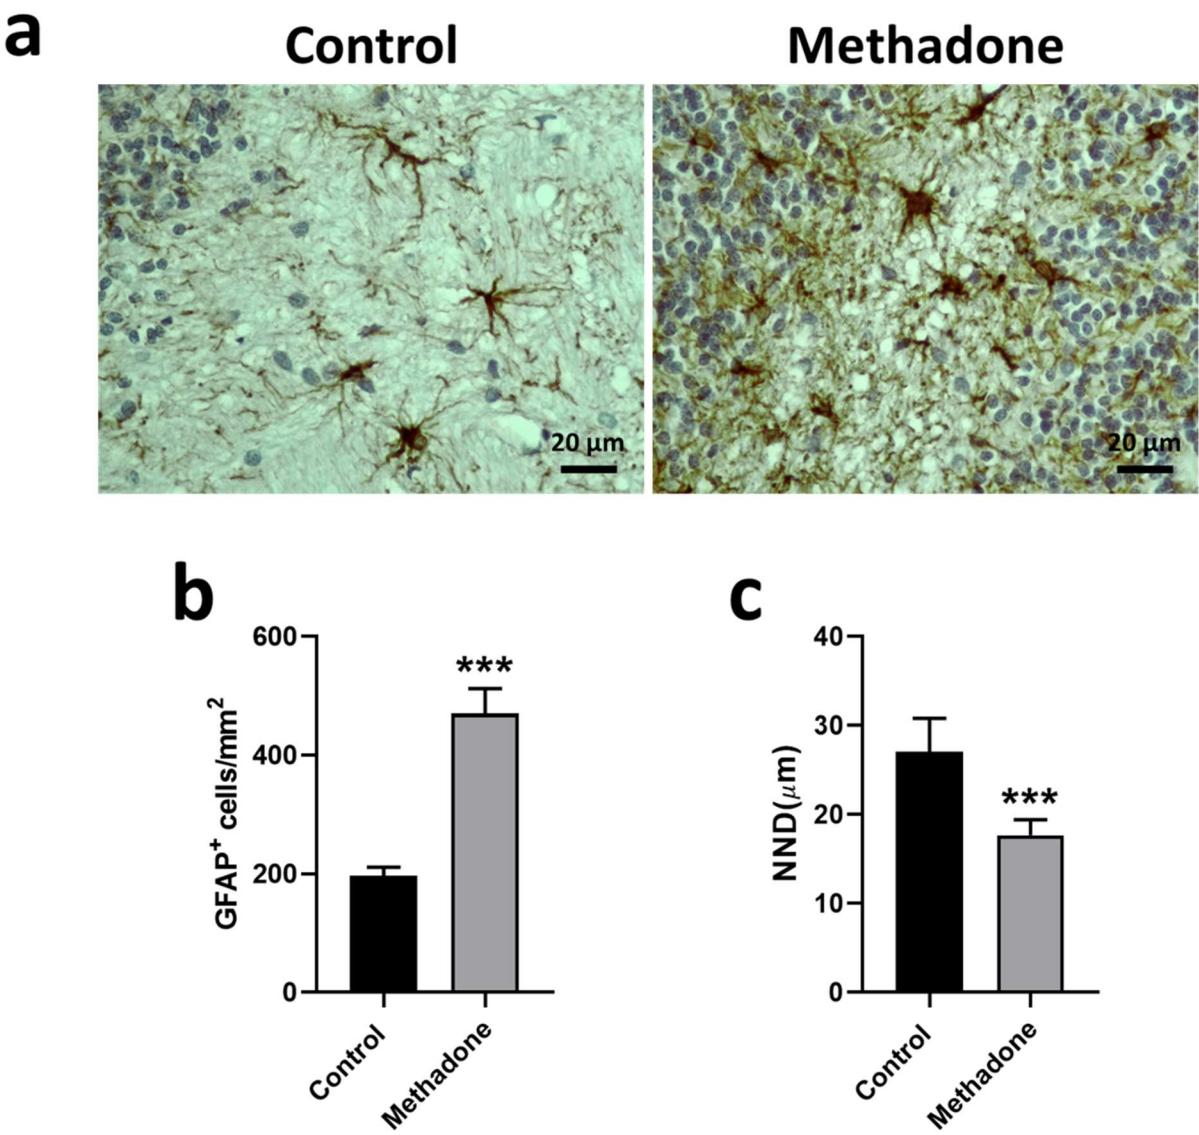 a
Control
Methadone
20 µm
20 µm
b
600
400
200
0
GFAP⁺ cells/mm²
***
Control
Methadone
c
40
30
20
10
0
NND(μm)
***
Control
Methadone